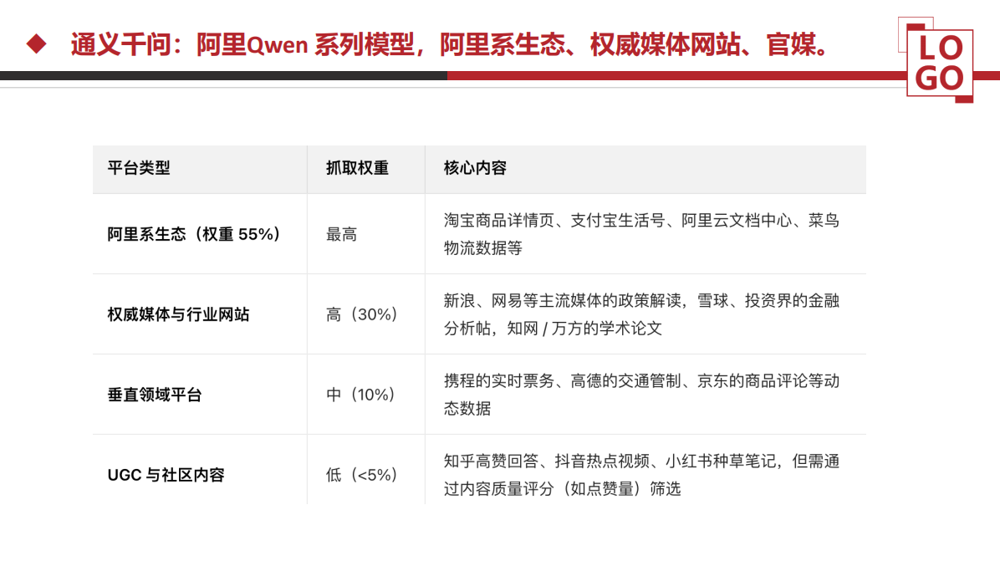 通义千问：阿里Qwen 系列模型，阿里系生态、权威媒体网站、官媒。
LO
GO
平台类型
抓取权重
核心内容
阿里系生态（权重 55%）
最高
淘宝商品详情页、支付宝生活号、阿里云文档中心、菜鸟
物流数据等
权威媒体与行业网站
高（30%）
新浪、网易等主流媒体的政策解读，雪球、投资界的金融
分析帖，知网 / 万方的学术论文
垂直领域平台
中（10%）
携程的实时票务、高德的交通管制、京东的商品评论等动
态数据
UGC 与社区内容
低（<5%）
知乎高赞回答、抖音热点视频、小红书种草笔记，但需通
过内容质量评分（如点赞量）筛选